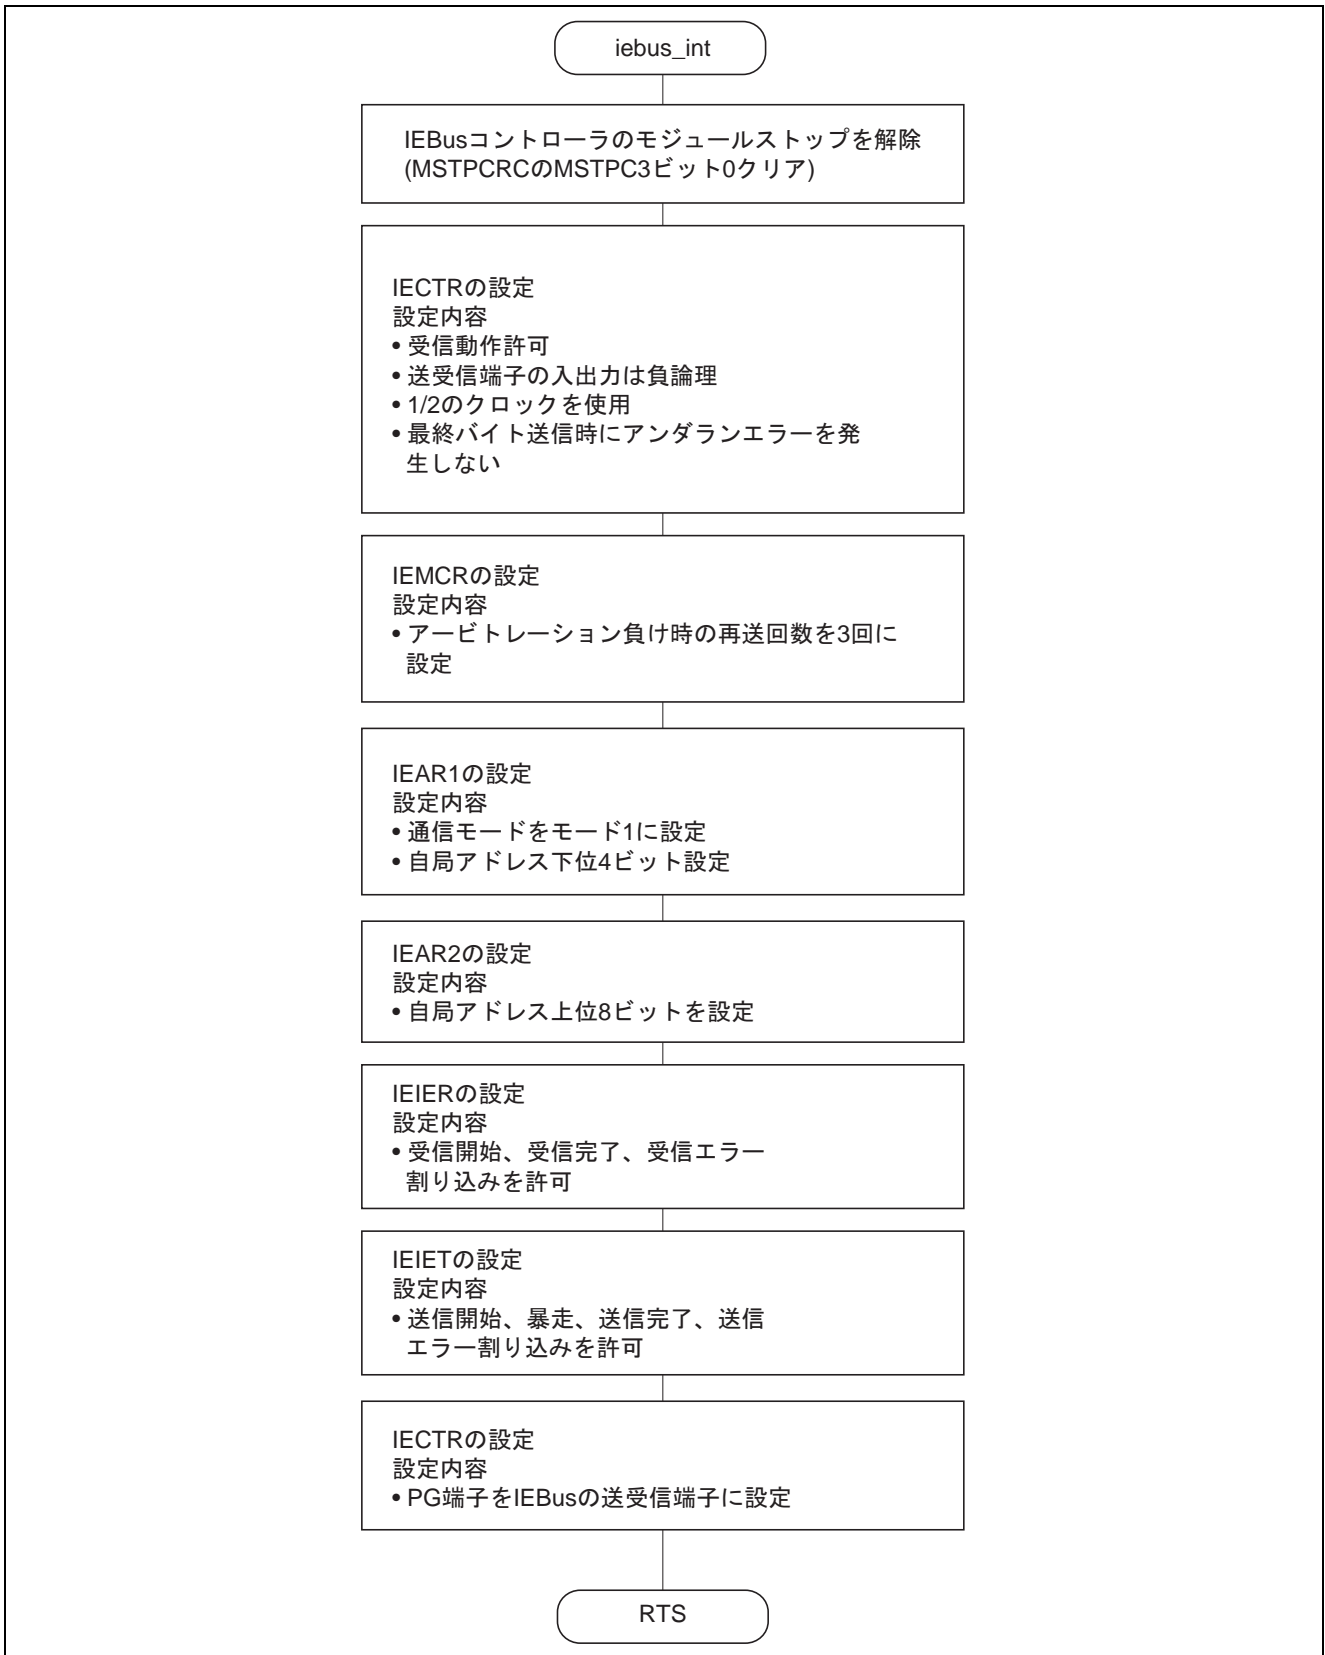 iebus_int
IEBusコントローラのモジュールストップを解除
(MSTPCRCのMSTPC3ビット0クリア)
IECTRの設定
設定内容
• 受信動作許可
• 送受信端子の入出力は負論理
• 1/2のクロックを使用
• 最終バイト送信時にアンダランエラーを発
生しない
IEMCRの設定
設定内容
• アービトレーション負け時の再送回数を3回に
設定
IEAR1の設定
設定内容
• 通信モードをモード1に設定
• 自局アドレス下位4ビット設定
IEAR2の設定
設定内容
• 自局アドレス上位8ビットを設定
IEIERの設定
設定内容
• 受信開始、受信完了、受信エラー
割り込みを許可
IEIETの設定
設定内容
• 送信開始、暴走、送信完了、送信
エラー割り込みを許可
IECTRの設定
設定内容
• PG端子をIEBusの送受信端子に設定
RTS